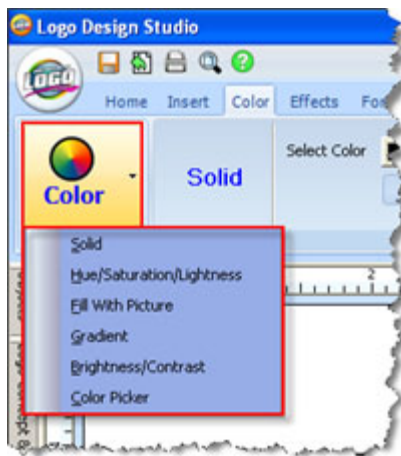 Logo Design Studio
LOGO
Home Insert Color Effects
Color
Solid
Select Color
Solid
Hue/Saturation/Lightness
Fill With Picture
Gradient
Brightness/Contrast
Color Picker
2